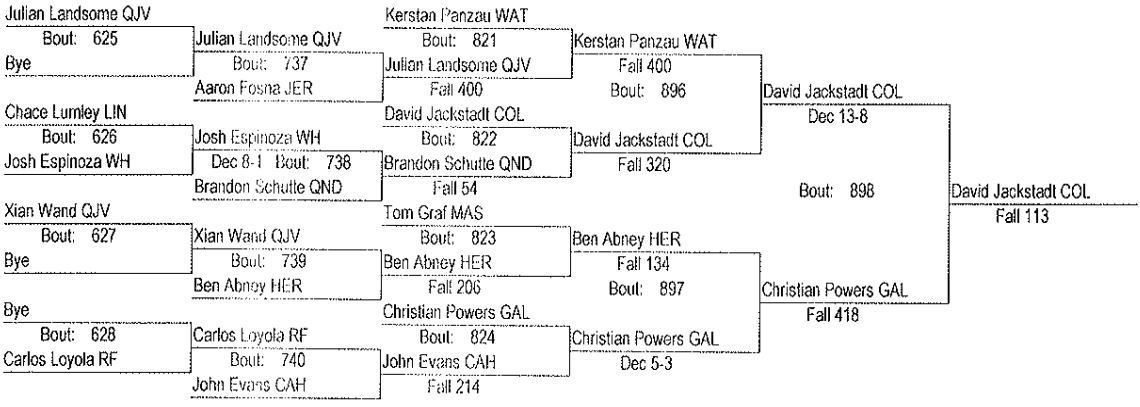 Julian Landsome QJV
Bout: 625
Bye
Chace Lumley LIN
Bout: 626
Josh Espinoza WH
Xian Wand QJV
Bout: 627
Bye
Bye
Bout: 628
Carlos Loyola RF
Julian Landsome QJV
Bout: 737
Aaron Fosna JER
Josh Espinoza WH
Dec 8-1 Bout: 738
Brandon Schutte QND
Xian Wand QJV
Bout: 739
Ben Abney HER
Carlos Loyola RF
Bout: 740
John Evans CAH
Kerstan Panzau WAT
Bout: 821
Julian Landsome QJV
Fall 400
David Jackstadt COL
Bout: 822
Brandon Schutte QND
Fall 54
Tom Graf MAS
Bout: 823
Ben Abney HER
Fall 206
Christian Powers GAL
Bout: 824
John Evans CAH
Fall 214
Kerstan Panzau WAT
Fall 400
Bout: 896
David Jackstadt COL
Fall 320
Ben Abney HER
Fall 134
Bout: 897
Christian Powers GAL
Dec 5-3
David Jackstadt COL
Dec 13-8
Bout: 898
Christian Powers GAL
Fall 418
David Jackstadt COL
Fall 113